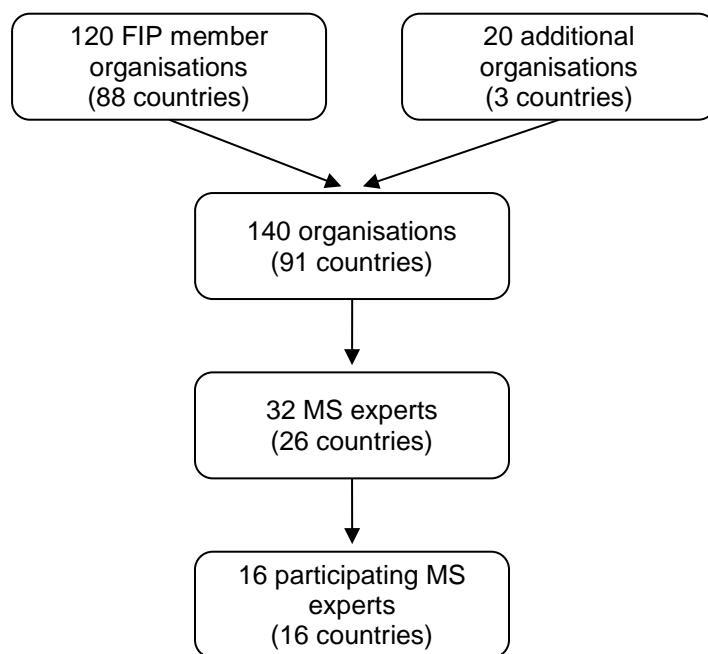 120 FIP member
organisations
(88 countries)
20 additional
organisations
(3 countries)
140 organisations
(91 countries)
32 MS experts
(26 countries)
16 participating MS
experts
(16 countries)